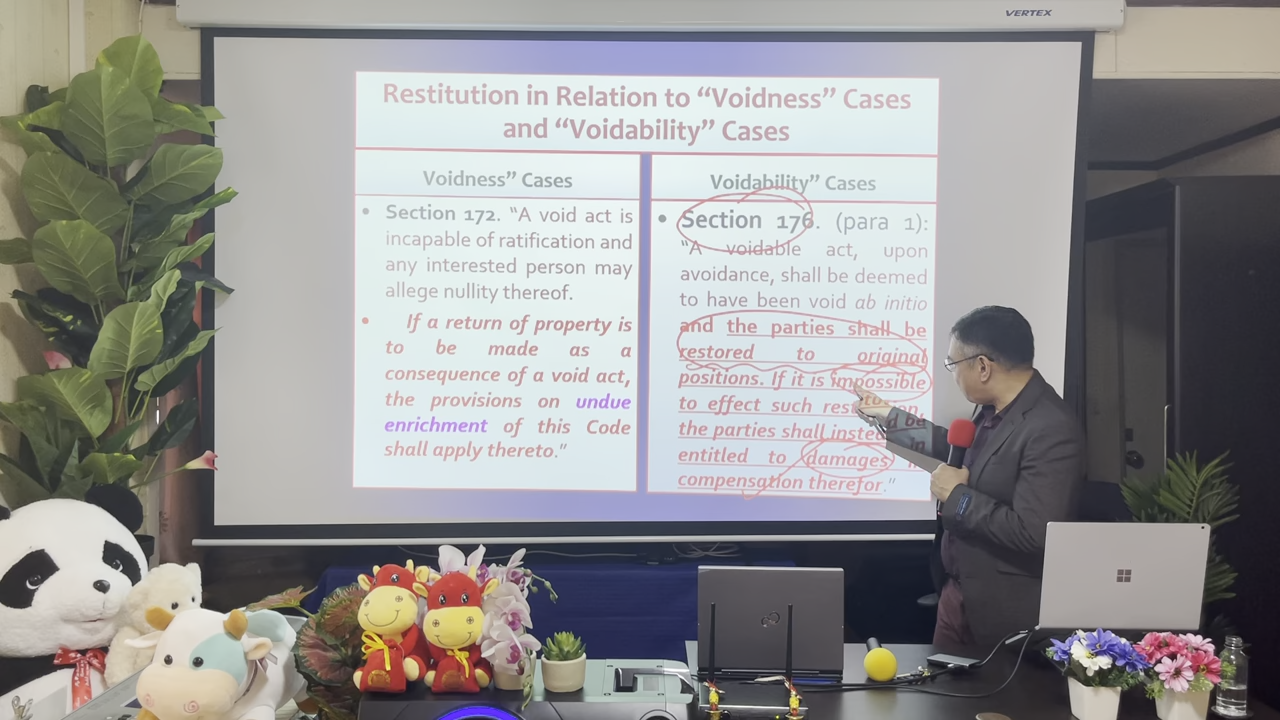 VERTEX
Restitution in Relation to “Voidness” Cases
and “Voidability” Cases
Voidness” Cases
• Section 172. “A void act is
incapable of ratification and
any interested person may
allege nullity thereof.
• If a return of property is
to be made as a
consequence of a void act,
the provisions on undue
enrichment of this Code
shall apply thereto.”
Voidability” Cases
• Section 176. (para 1):
“A voidable act, upon
avoidance, shall be deemed
to have been void ab initio
and the parties shall be
restored to original
positions. If it is impossible
to effect such
the parties shall be
entitled to damages in
compensation therefor.”